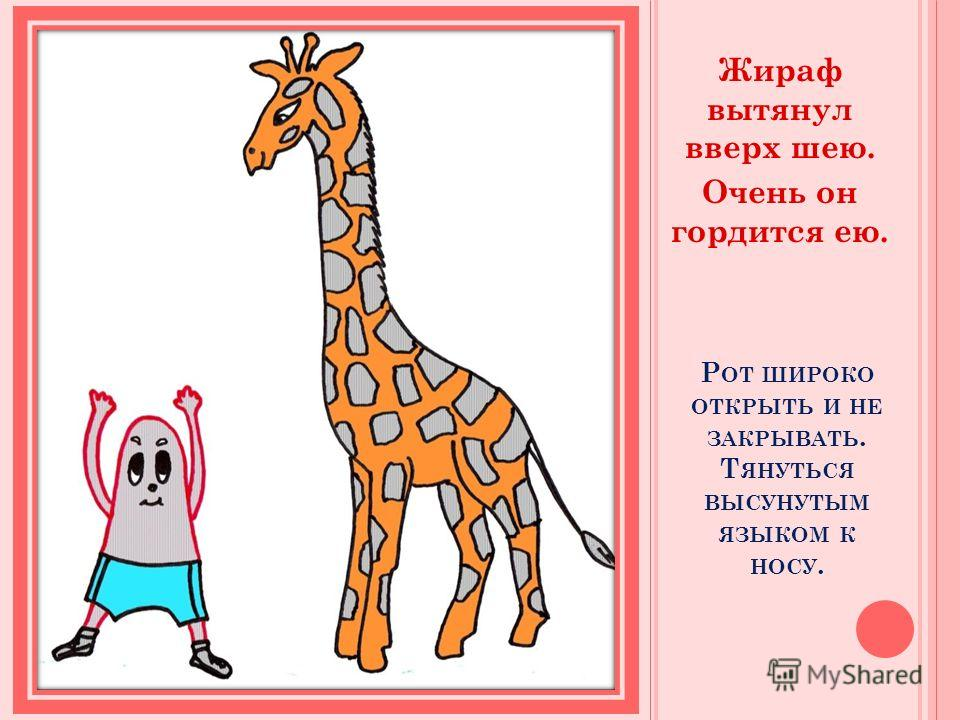 Жираф
вытянул
вверх шею.
Очень он
гордится ею.
Рот широко
открыть и не
закрывать.
Тянуться
высунутым
языком к
носу.
MyShared